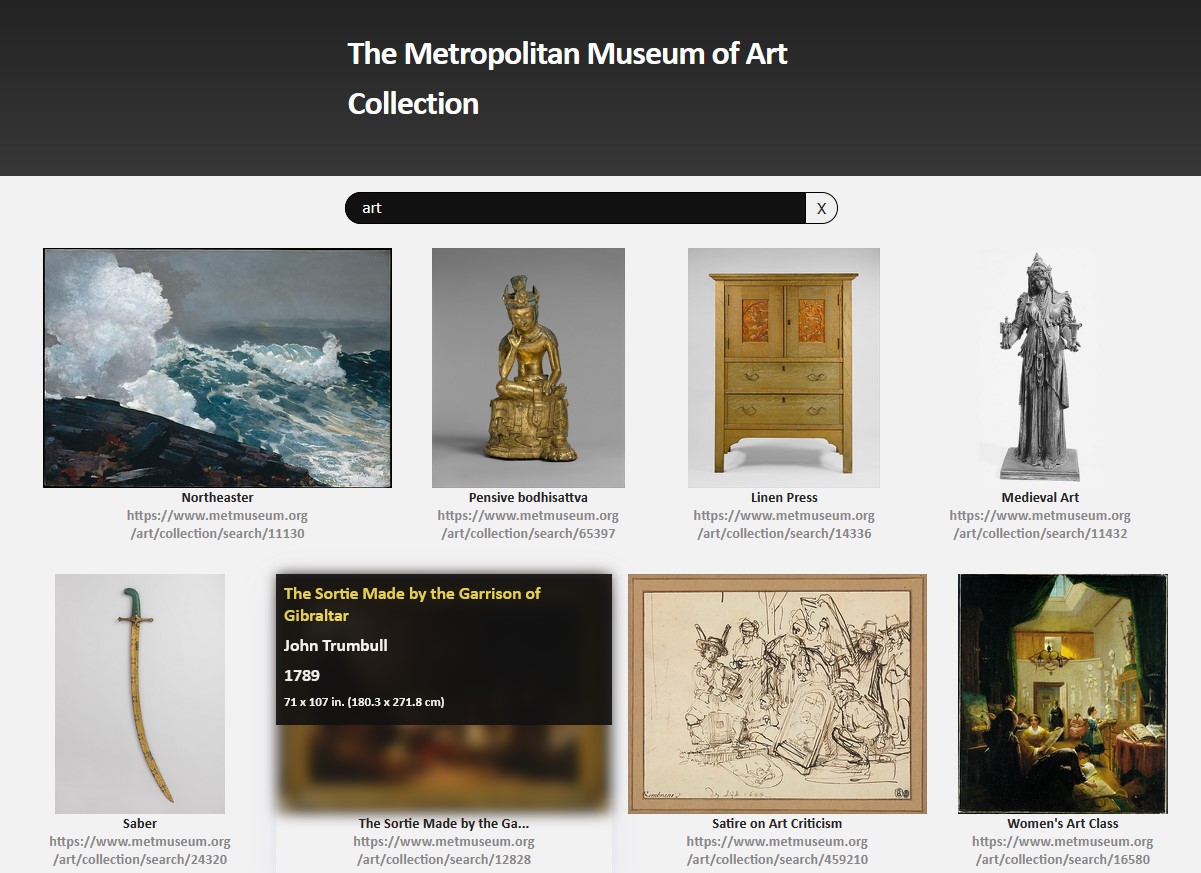 The Metropolitan Museum of Art
Collection
art
X
Northeaster
https://www.metmuseum.org
/art/collection/search/11130
Pensive bodhisattva
https://www.metmuseum.org
/art/collection/search/65397
Linen Press
https://www.metmuseum.org
/art/collection/search/14336
Medieval Art
https://www.metmuseum.org
/art/collection/search/11432
The Sortie Made by the Garrison of
Gibraltar
John Trumbull
1789
71 x 107 in. (180.3 x 271.8 cm)
Saber
https://www.metmuseum.org
/art/collection/search/24320
The Sortie Made by the Ga...
https://www.metmuseum.org
/art/collection/search/12828
Satire on Art Criticism
https://www.metmuseum.org
/art/collection/search/459210
Women's Art Class
https://www.metmuseum.org
/art/collection/search/16580